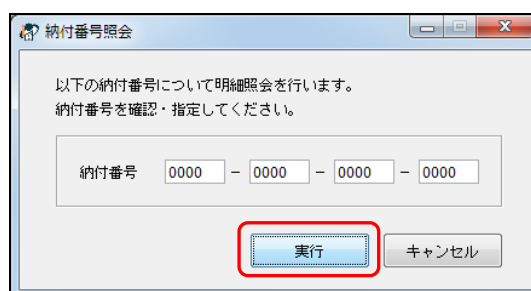 納付番号照会
以下の納付番号について明細照会を行います。
納付番号を確認・指定してください。
納付番号 0000 － 0000 － 0000 － 0000
実行 キャンセル